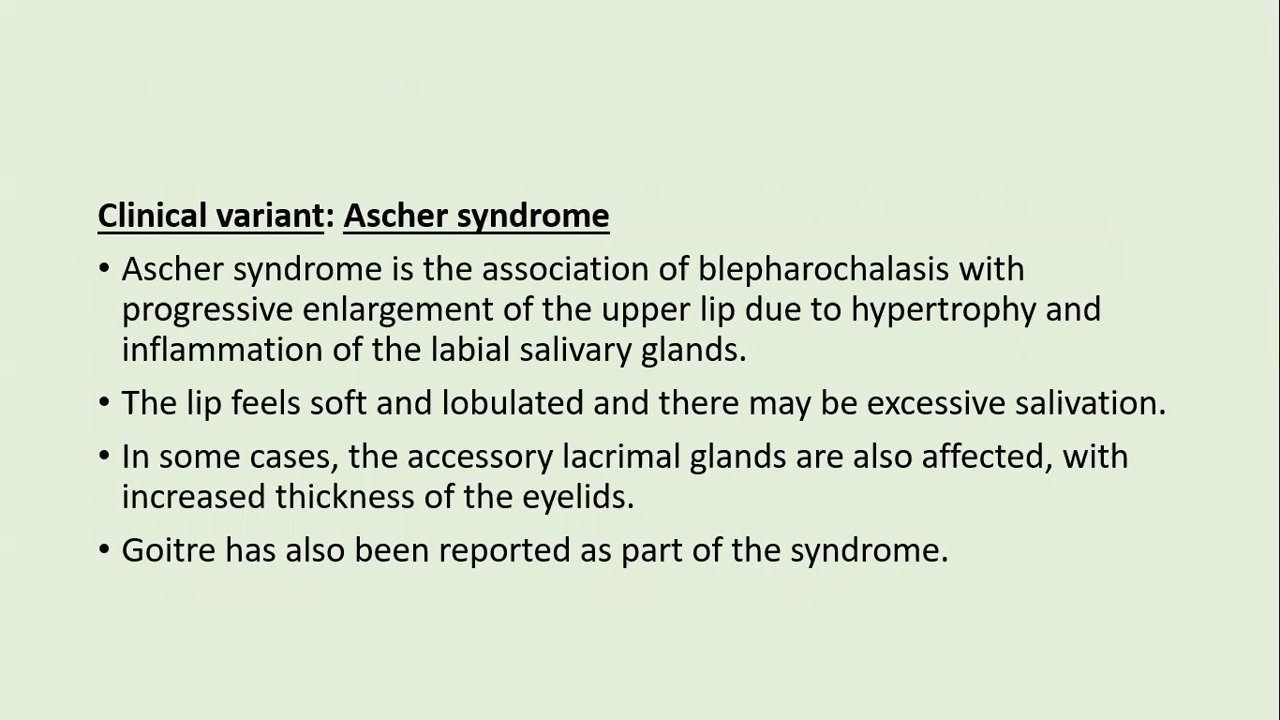 Clinical variant: Ascher syndrome
• Ascher syndrome is the association of blepharochalasis with
progressive enlargement of the upper lip due to hypertrophy and
inflammation of the labial salivary glands.
• The lip feels soft and lobulated and there may be excessive salivation.
• In some cases, the accessory lacrimal glands are also affected, with
increased thickness of the eyelids.
• Goitre has also been reported as part of the syndrome.